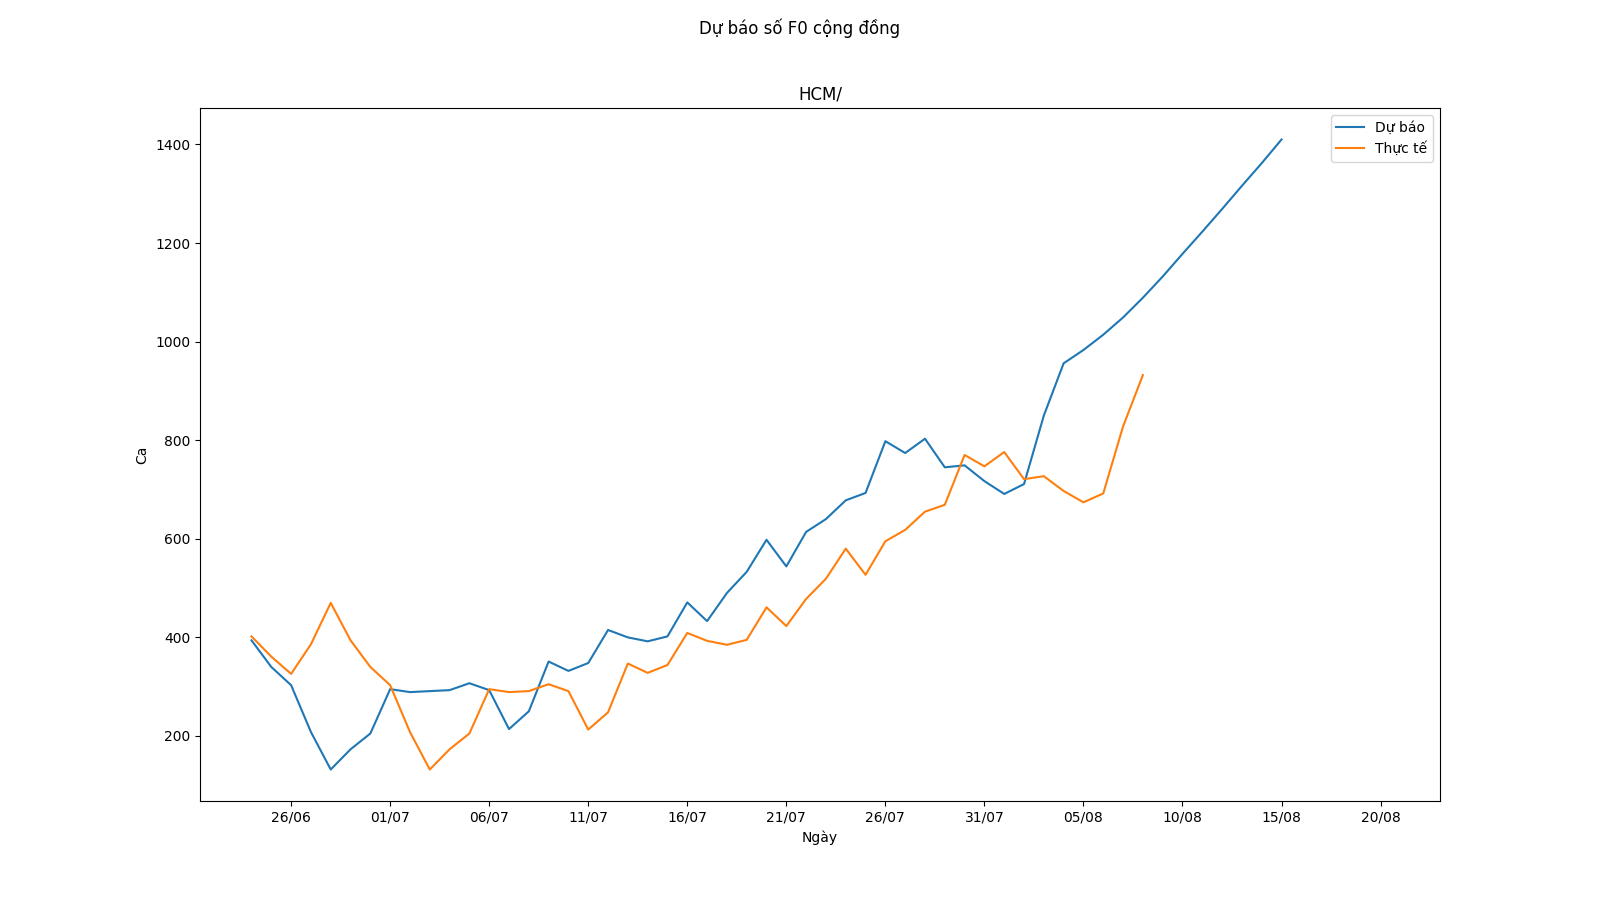 Dự báo số F0 cộng đồng
HCM/
Dự báo
Thực tế
1400
1200
1000
800
600
400
200
Ca
26/06 01/07 06/07 11/07 16/07 21/07 26/07 31/07 05/08 10/08 15/08 20/08
Ngày